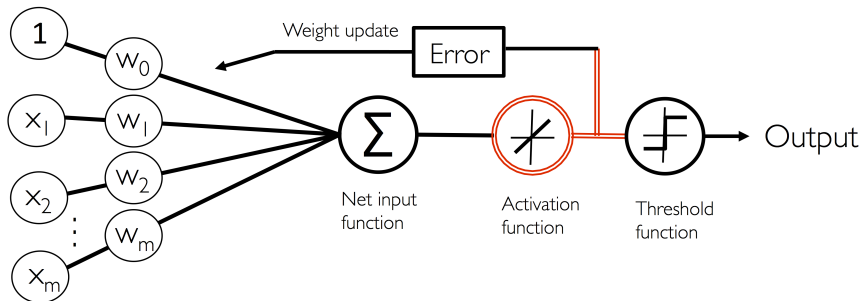 1
w₀
Weight update
Error
x₁
w₁
Σ
Output
x₂
w₂
Net input
function
Activation
function
Threshold
function
⋮
wₘ
xₘ